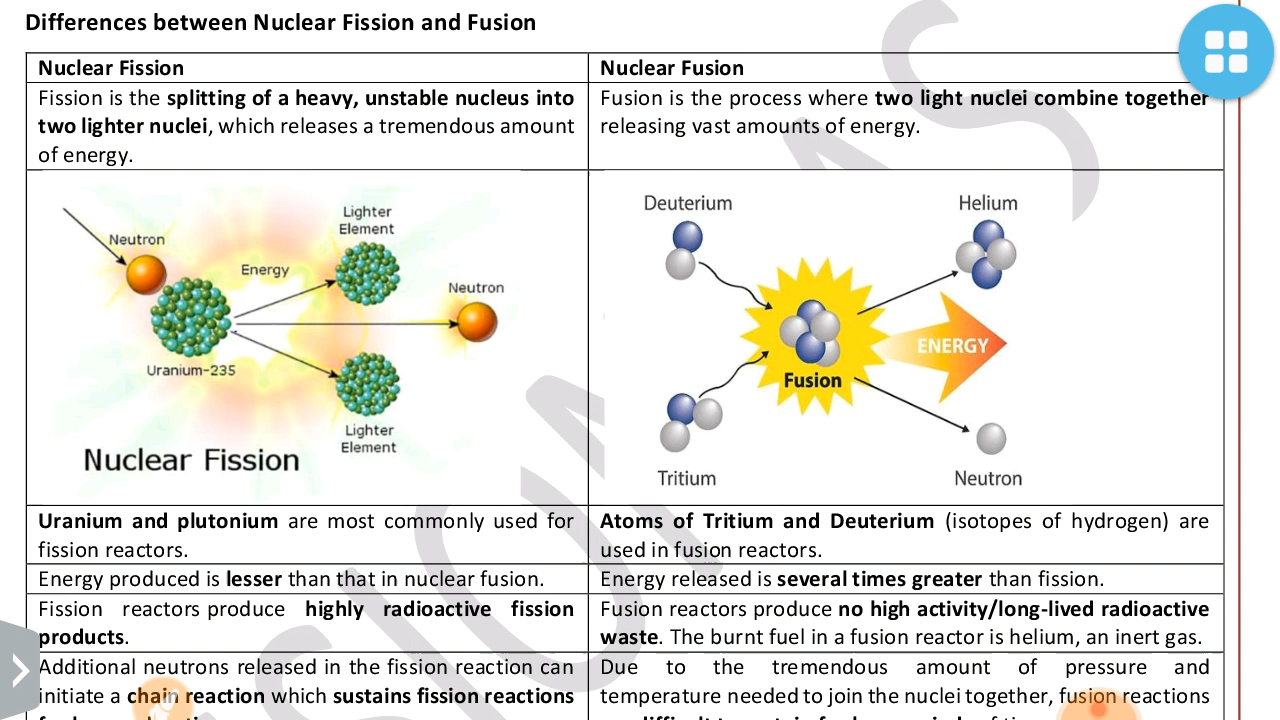 Differences between Nuclear Fission and Fusion
Nuclear Fission
Nuclear Fusion
Fission is the splitting of a heavy, unstable nucleus into
two lighter nuclei, which releases a tremendous amount
of energy.
Fusion is the process where two light nuclei combine together
releasing vast amounts of energy.
Neutron
Energy
Lighter
Element
Neutron
Uranium-235
Lighter
Element
Nuclear Fission
Deuterium
Helium
ENERGY
Fusion
Tritium
Neutron
Uranium and plutonium are most commonly used for
fission reactors.
Atoms of Tritium and Deuterium (isotopes of hydrogen) are
used in fusion reactors.
Energy produced is lesser than that in nuclear fusion.
Energy released is several times greater than fission.
Fission reactors produce highly radioactive fission
products.
Fusion reactors produce no high activity/long-lived radioactive
waste. The burnt fuel in a fusion reactor is helium, an inert gas.
Additional neutrons released in the fission reaction can
initiate a chain reaction which sustains fission reactions
Due to the tremendous amount of pressure and
temperature needed to join the nuclei together, fusion reactions